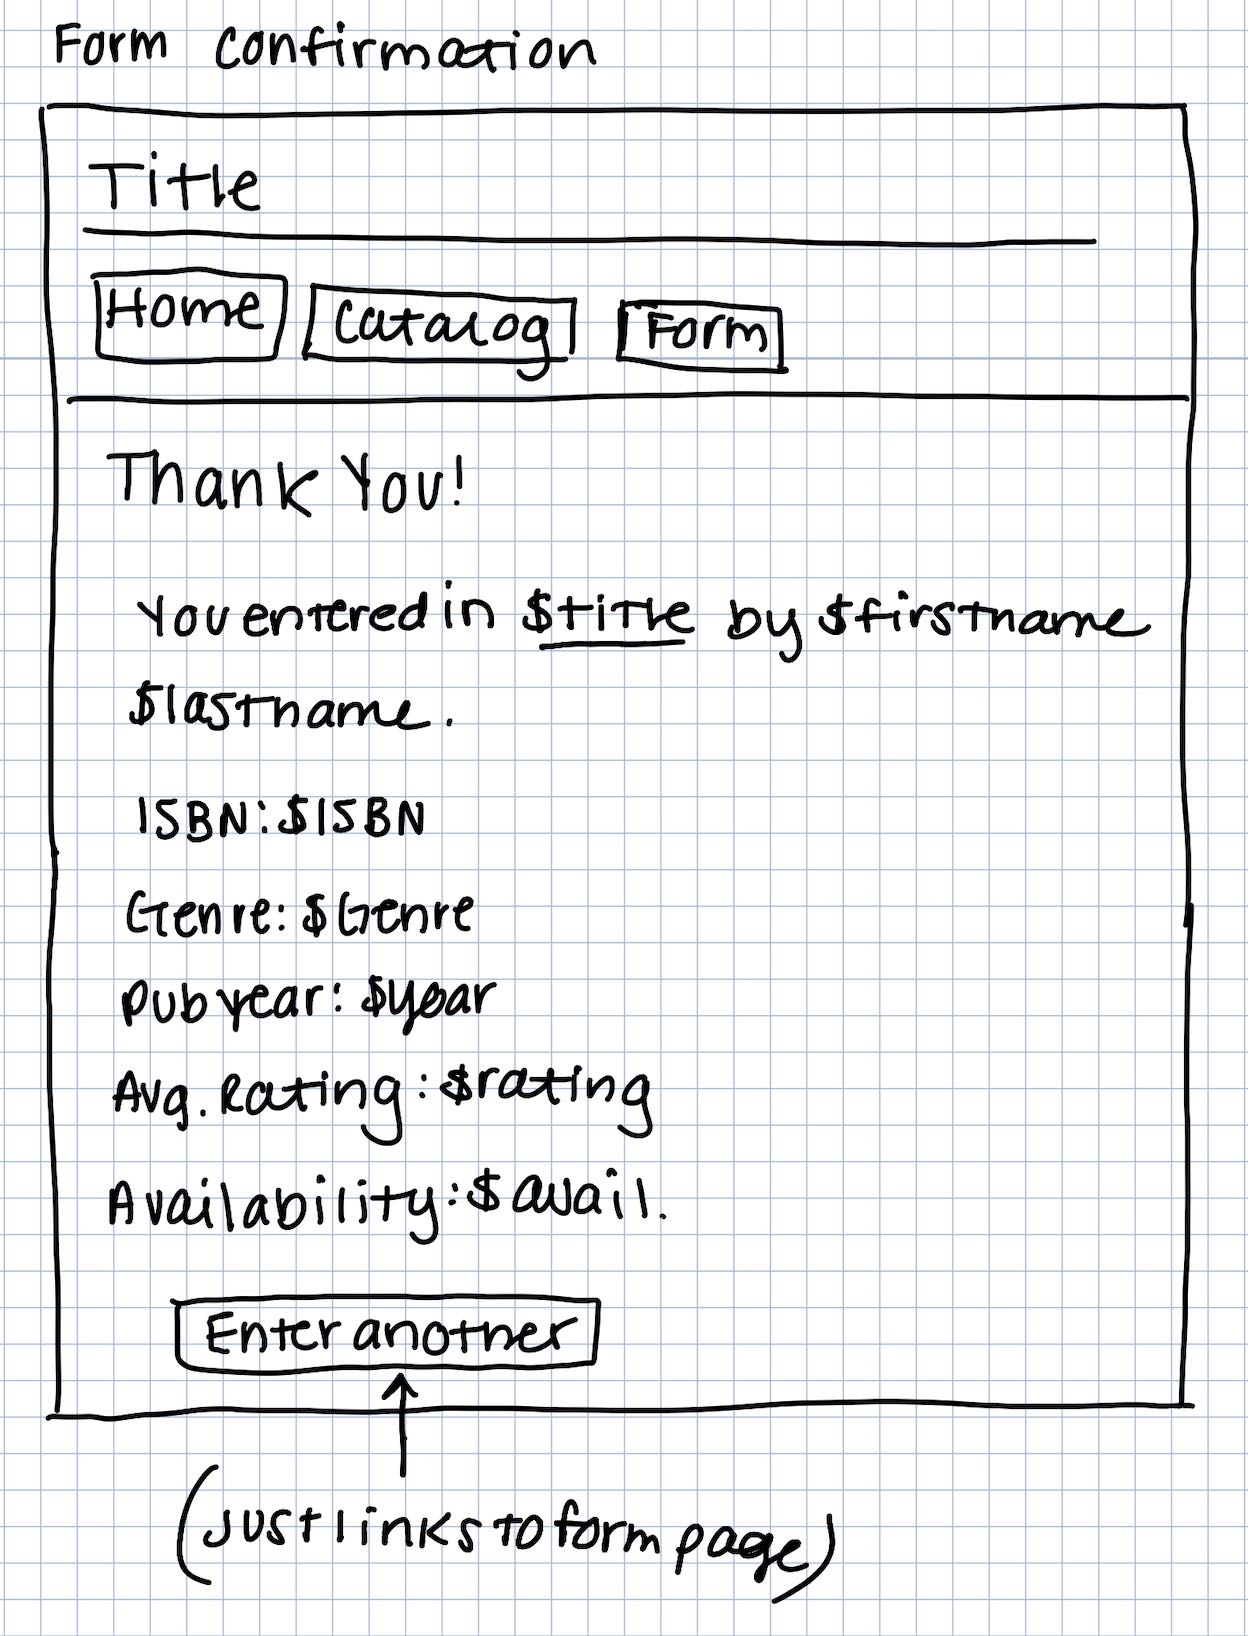 Form Confirmation
Title
Home Catalog Form
Thank You!
You entered in $title by $firstname
$lastname.
ISBN: $ISBN
Genre: $Genre
Pub year: $year
Avg. Rating: $rating
Availability: $avail.
Enter another
(just links to form page)